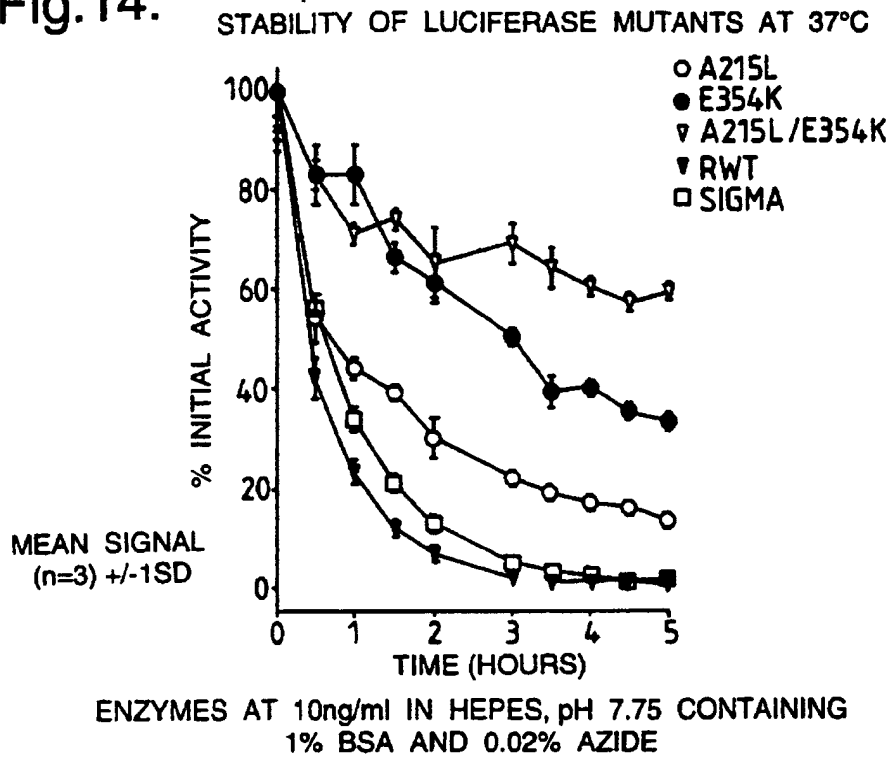 Fig.14.
STABILITY OF LUCIFERASE MUTANTS AT 37°C
A215L
E354K
A215L/E354K
RWT
SIGMA
% INITIAL ACTIVITY
100
80
60
40
20
0
MEAN SIGNAL
(n=3) +/-1SD
0 1 2 3 4 5
TIME (HOURS)
ENZYMES AT 10ng/ml IN HEPES, pH 7.75 CONTAINING
1% BSA AND 0.02% AZIDE